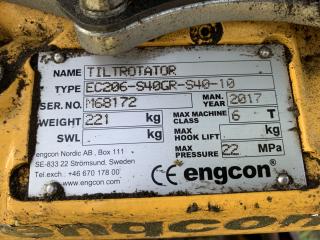 NAME TILTROTATOR
TYPE EC206-S40GR-S40-10
SER.NO. M68172 MAN. YEAR 2017
WEIGHT 221 kg MAX MACHINE CLASS 6 T
SWL kg MAX HOOK LIFT kg
MAX PRESSURE 22 MPa
engcon Nordic AB, Box 111
SE-833 22 Strömsund, Sweden
Tel.exch.: +46 670 178 00
www.engcon.com
CE engcon
engcon